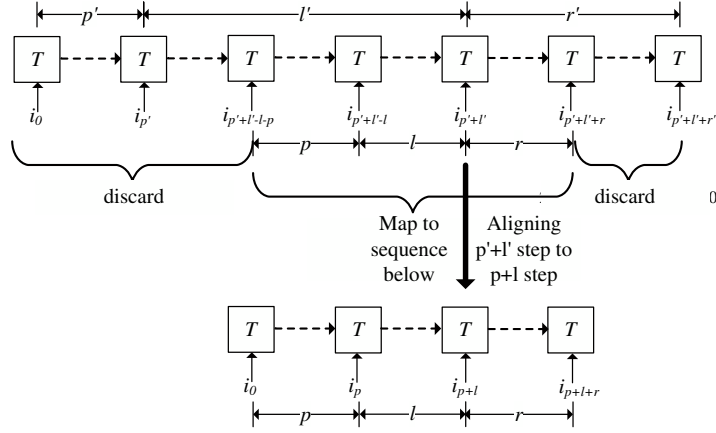 p' l' r'
T T T T T T T
i0 ip' ip'+l'-l-p ip'+l'-l ip'+l' ip'+l'+r ip'+l'+r'
p l r
discard discard 0
Map to sequence below
Aligning p'+l' step to p+l step
T T T T
i0 ip ip+l ip+l+r
p l r